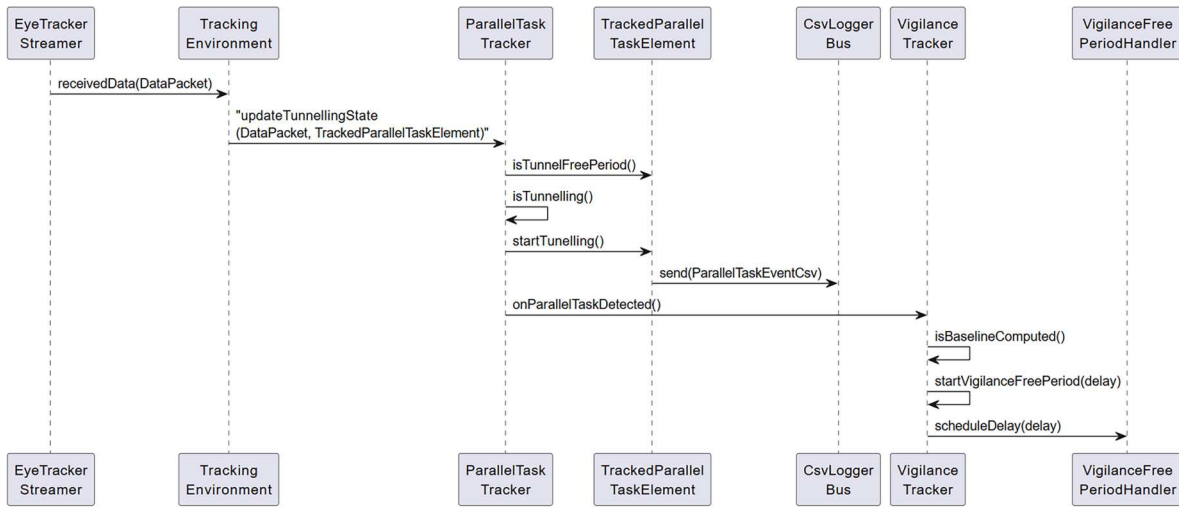 EyeTracker
Streamer
Tracking
Environment
ParallelTask
Tracker
TrackedParallel
TaskElement
CsvLogger
Bus
Vigilance
Tracker
VigilanceFree
PeriodHandler
receivedData(DataPacket)
"updateTunnellingState
(DataPacket, TrackedParallelTaskElement)"
isTunnelFreePeriod()
isTunnelling()
startTunelling()
send(ParallelTaskEventCsv)
onParallelTaskDetected()
isBaselineComputed()
startVigilanceFreePeriod(delay)
scheduleDelay(delay)
EyeTracker
Streamer
Tracking
Environment
ParallelTask
Tracker
TrackedParallel
TaskElement
CsvLogger
Bus
Vigilance
Tracker
VigilanceFree
PeriodHandler